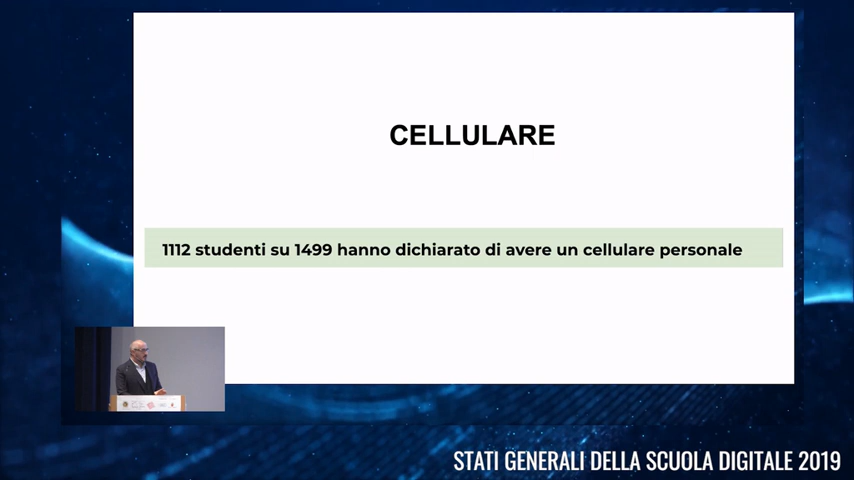 CELLULARE
1112 studenti su 1499 hanno dichiarato di avere un cellulare personale
STATI GENERALI DELLA SCUOLA DIGITALE 2019